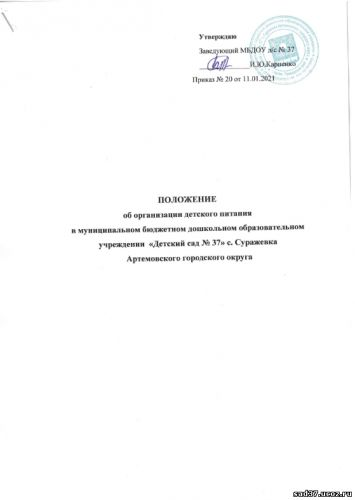 Утверждаю
Заведующий МБДОУ д/с № 37
И.Ю.Карпенко
Приказ № 20 от 11.01.2021
ПОЛОЖЕНИЕ
об организации детского питания
в муниципальном бюджетном дошкольном образовательном
учреждении «Детский сад № 37» с. Суражевка
Артемовского городского округа
sad37.ucoz.ru